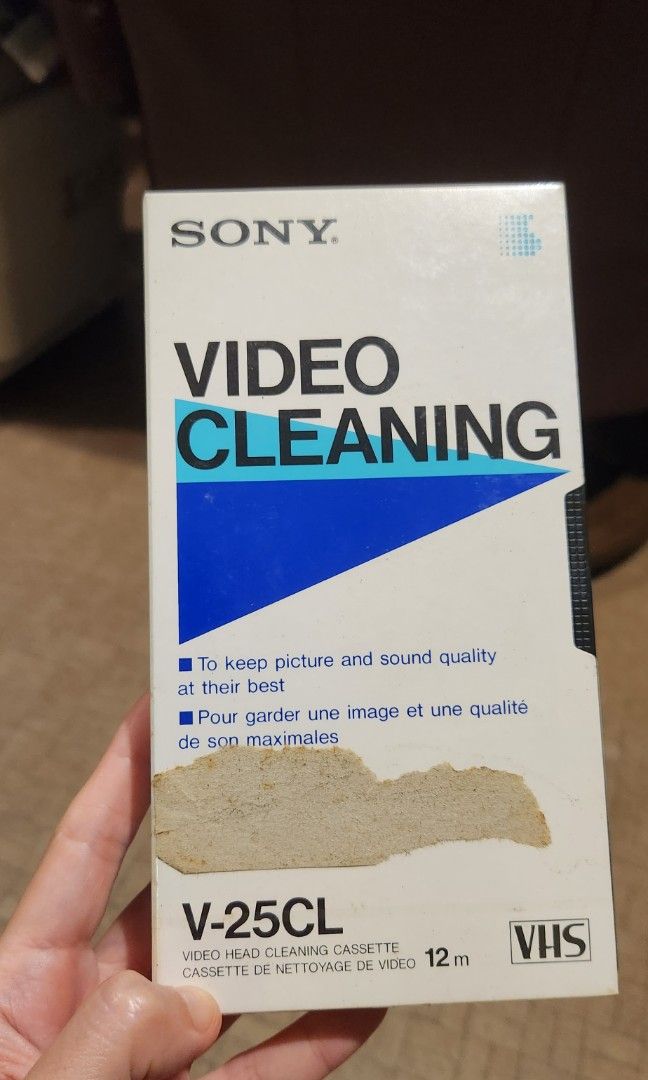 SONY®
VIDEO
CLEANING
■ To keep picture and sound quality
at their best
■ Pour garder une image et une qualité
de son maximales
V-25CL
VIDEO HEAD CLEANING CASSETTE
CASSETTE DE NETTOYAGE DE VIDEO 12 m
VHS